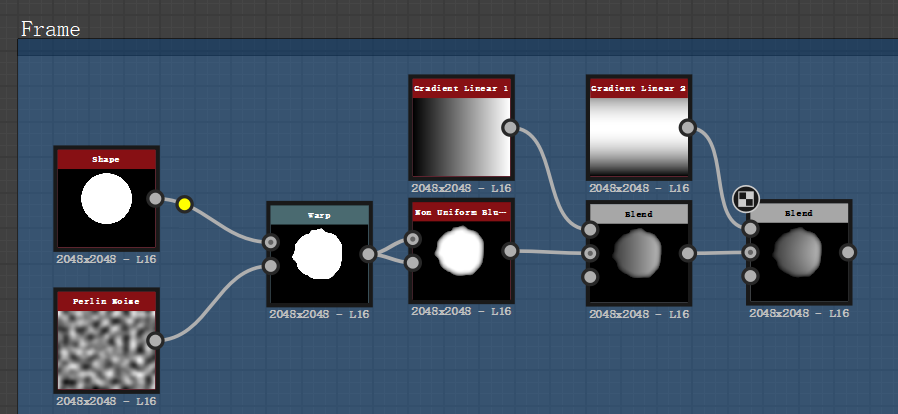 Frame
Gradient Linear 1
2048x2048 - L16
Gradient Linear 2
2048x2048 - L16
Shape
2048x2048 - L16
Warp
2048x2048 - L16
Non Uniform Blu—
2048x2048 - L16
Blend
2048x2048 - L16
Blend
2048x2048 - L16
Perlin Noise
2048x2048 - L16